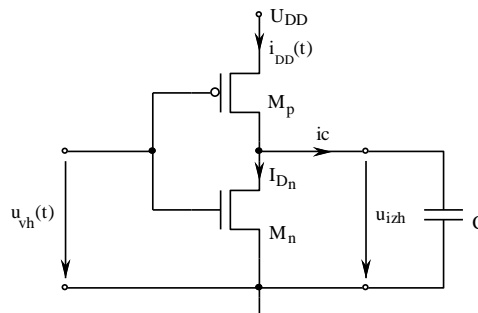 U_DD
i_DD(t)
M_p
ic
I_Dn
u_vh(t)
M_n
u_izh
C